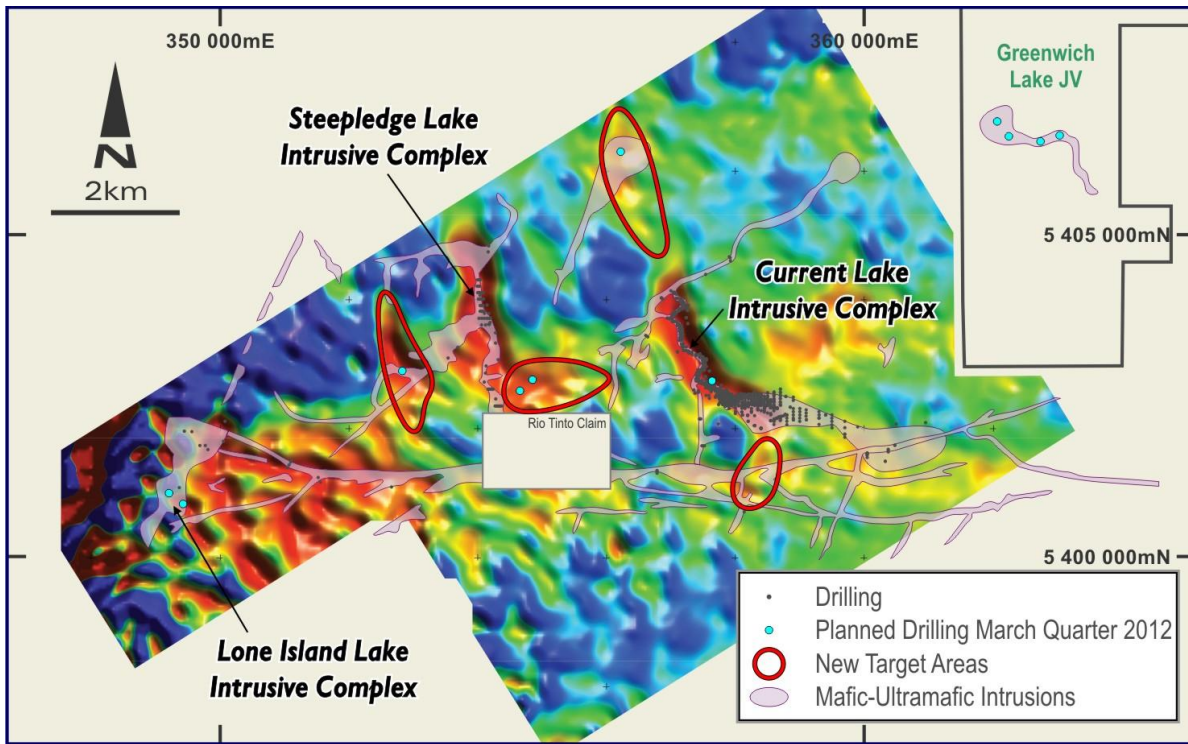 350 000mE
360 000mE
Greenwich
Lake JV
Steepledge Lake
Intrusive Complex
N
2km
5 405 000mN
Current Lake
Intrusive Complex
Rio Tinto Claim
5 400 000mN
Lone Island Lake
Intrusive Complex
Drilling
Planned Drilling March Quarter 2012
New Target Areas
Mafic-Ultramafic Intrusions